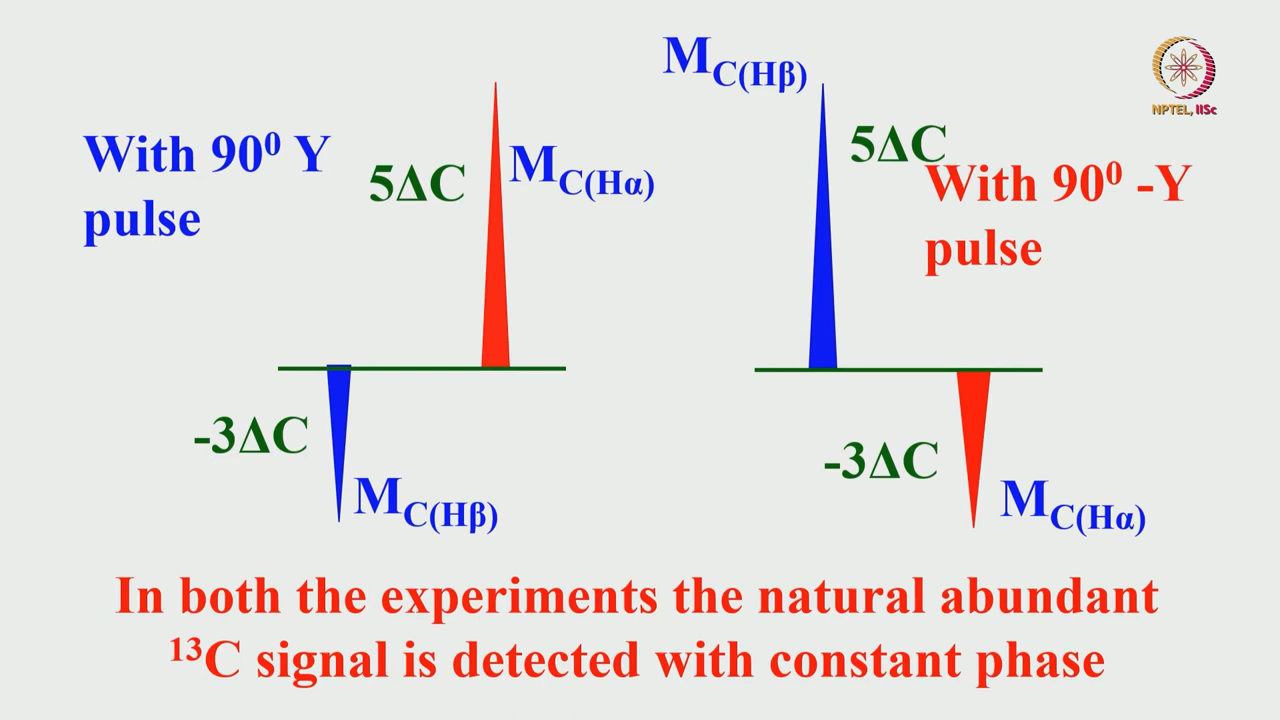 M_C(Hβ)
NPTEL, IISc
With 90⁰ Y
pulse
5ΔC
M_C(Hα)
5ΔC
With 90⁰ -Y
pulse
-3ΔC
M_C(Hβ)
-3ΔC
M_C(Hα)
In both the experiments the natural abundant
¹³C signal is detected with constant phase